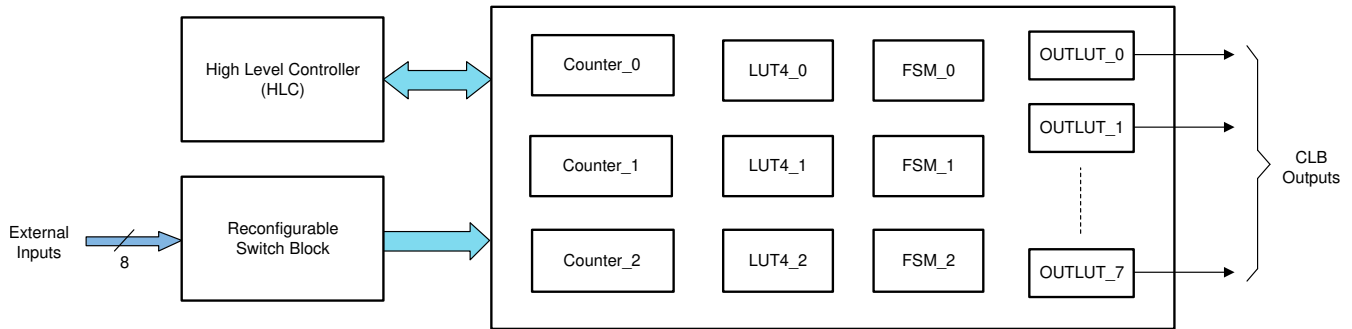 High Level Controller
(HLC)
Counter_0
LUT4_0
FSM_0
OUTLUT_0
OUTLUT_1
Counter_1
LUT4_1
FSM_1
CLB
Outputs
External
Inputs
8
Reconfigurable
Switch Block
Counter_2
LUT4_2
FSM_2
OUTLUT_7